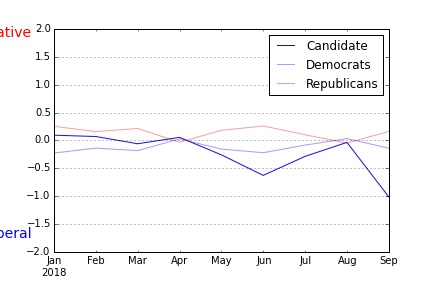 ative
2.0
1.5
1.0
0.5
0.0
−0.5
−1.0
−1.5
−2.0
beral
Candidate
Democrats
Republicans
Jan Feb Mar Apr May Jun Jul Aug Sep
2018